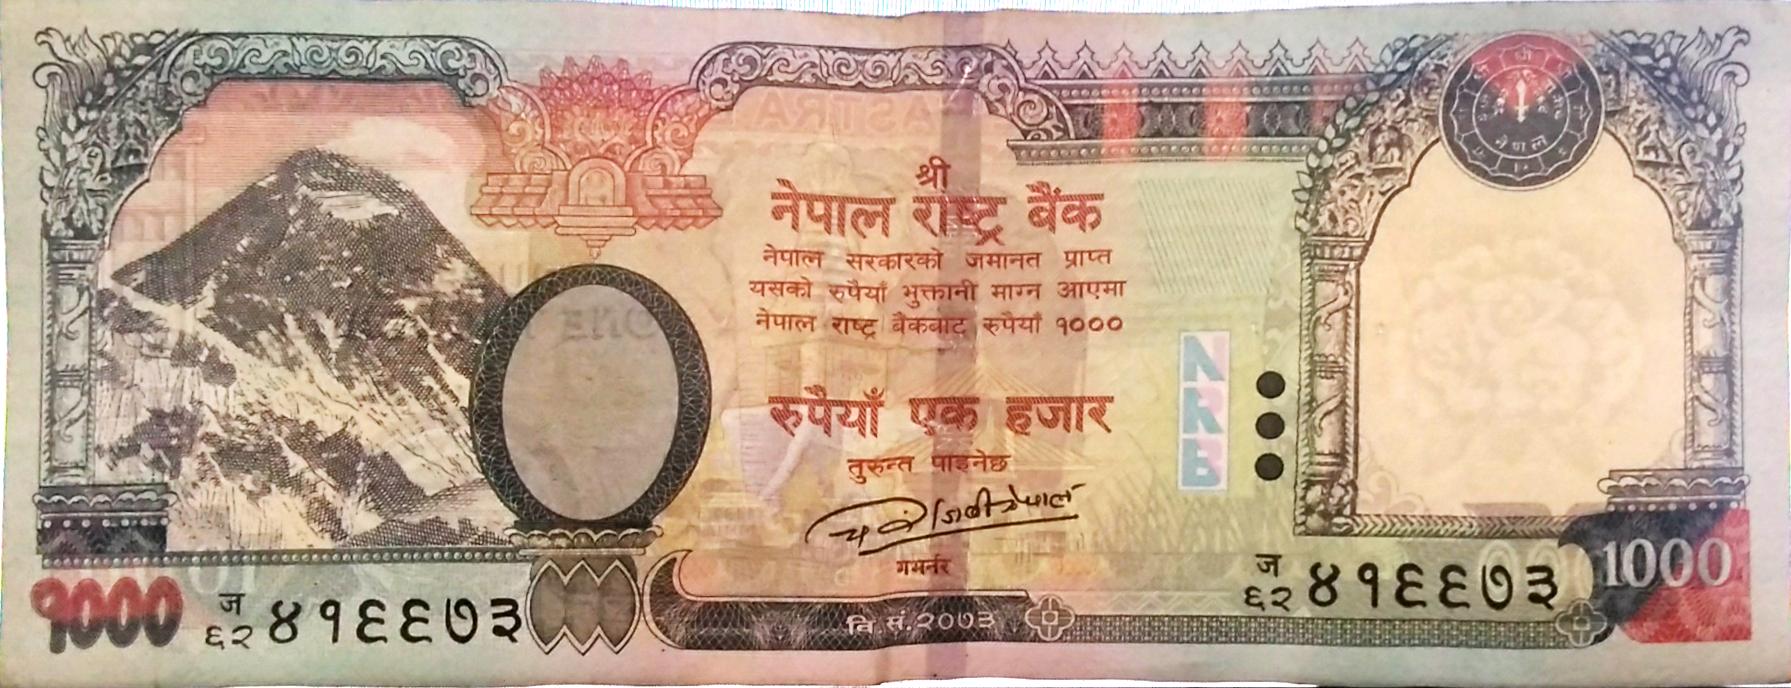 श्री
नेपाल राष्ट्र बैंक
नेपाल सरकारको जमानत प्राप्त
यसको रुपैयाँ भुक्तानी माग्न आएमा
नेपाल राष्ट्र बैंकबाट रुपैयाँ १०००
रुपैयाँ एक हजार
तुरुन्त पाइनेछ
गभर्नर
NRB
१०००
ज
६२ ४१६६७३
वि.सं.२०७३
ज
६२ ४१६६७३
1000